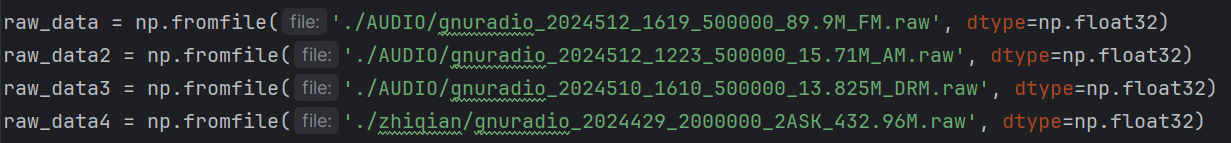 raw_data = np.fromfile( file: './AUDIO/gnuradio_2024512_1619_500000_89.9M_FM.raw', dtype=np.float32)
raw_data2 = np.fromfile( file: './AUDIO/gnuradio_2024512_1223_500000_15.71M_AM.raw', dtype=np.float32)
raw_data3 = np.fromfile( file: './AUDIO/gnuradio_2024510_1610_500000_13.825M_DRM.raw', dtype=np.float32)
raw_data4 = np.fromfile( file: './zhiqian/gnuradio_2024429_2000000_2ASK_432.96M.raw', dtype=np.float32)